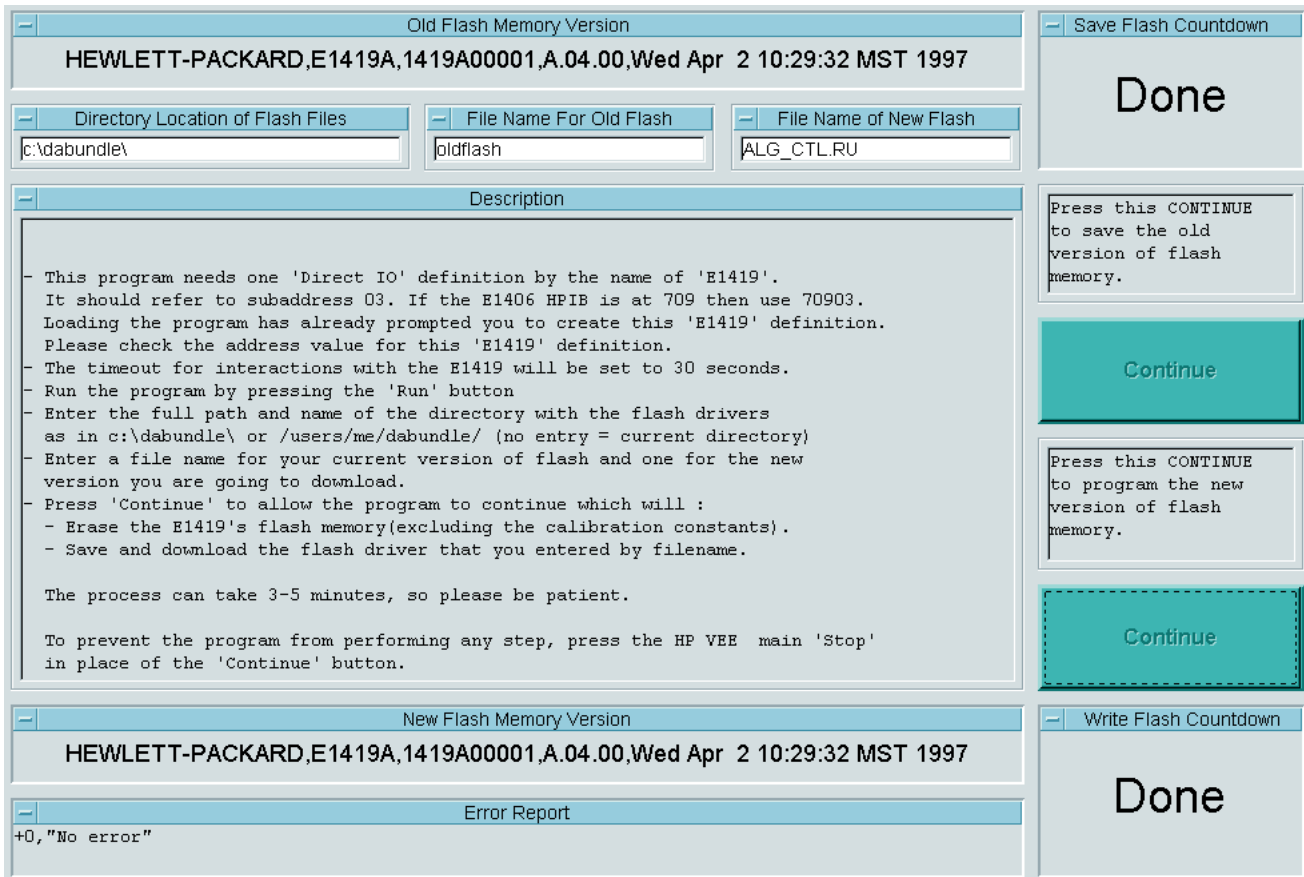 Old Flash Memory Version
HEWLETT-PACKARD,E1419A,1419A00001,A.04.00,Wed Apr  2 10:29:32 MST 1997
Save Flash Countdown
Done
Directory Location of Flash Files
c:\dabundle\
File Name For Old Flash
oldflash
File Name of New Flash
ALG_CTL.RU
Description
- This program needs one 'Direct IO' definition by the name of 'E1419'.
It should refer to subaddress 03. If the E1406 HPIB is at 709 then use 70903.
Loading the program has already prompted you to create this 'E1419' definition.
Please check the address value for this 'E1419' definition.
- The timeout for interactions with the E1419 will be set to 30 seconds.
- Run the program by pressing the 'Run' button
- Enter the full path and name of the directory with the flash drivers
as in c:\dabundle\ or /users/me/dabundle/ (no entry = current directory)
- Enter a file name for your current version of flash and one for the new
version you are going to download.
- Press 'Continue' to allow the program to continue which will :
- Erase the E1419's flash memory(excluding the calibration constants).
- Save and download the flash driver that you entered by filename.
The process can take 3-5 minutes, so please be patient.
To prevent the program from performing any step, press the HP VEE  main 'Stop'
in place of the 'Continue' button.
Press this CONTINUE
to save the old
version of flash
memory.
Continue
Press this CONTINUE
to program the new
version of flash
memory.
Continue
New Flash Memory Version
HEWLETT-PACKARD,E1419A,1419A00001,A.04.00,Wed Apr  2 10:29:32 MST 1997
Write Flash Countdown
Done
Error Report
+0,"No error"